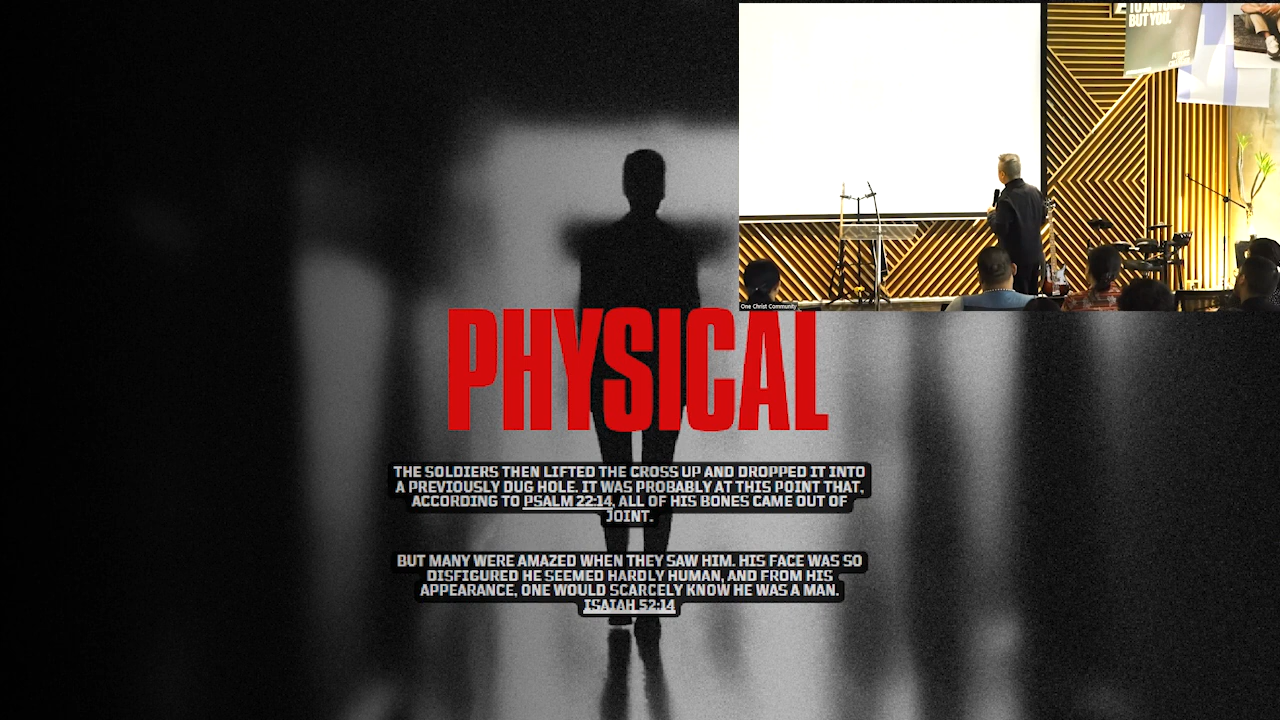 TO ANYONE
BUT YOU.
One Christ Community
PHYSICAL
THE SOLDIERS THEN LIFTED THE CROSS UP AND DROPPED IT INTO
A PREVIOUSLY DUG HOLE. IT WAS PROBABLY AT THIS POINT THAT,
ACCORDING TO PSALM 22:14, ALL OF HIS BONES CAME OUT OF
JOINT.
BUT MANY WERE AMAZED WHEN THEY SAW HIM. HIS FACE WAS SO
DISFIGURED HE SEEMED HARDLY HUMAN, AND FROM HIS
APPEARANCE, ONE WOULD SCARCELY KNOW HE WAS A MAN.
ISAIAH 52:14